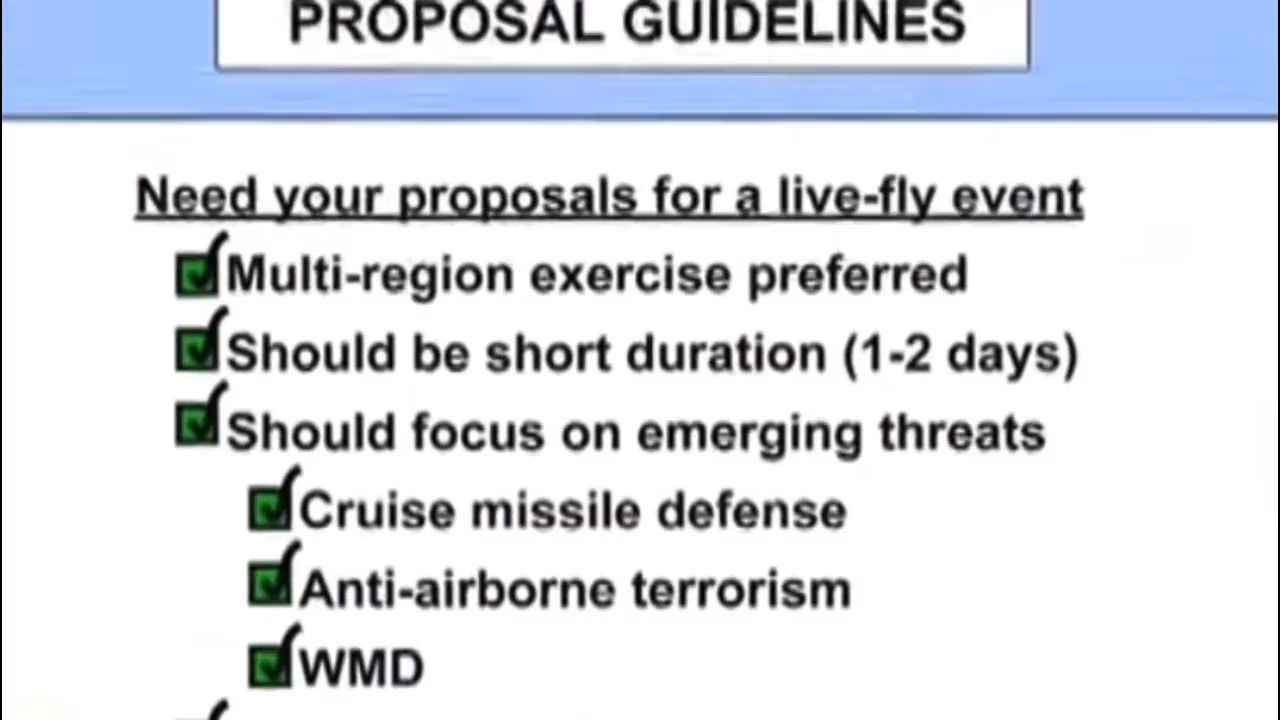 PROPOSAL GUIDELINES
Need your proposals for a live-fly event
Multi-region exercise preferred
Should be short duration (1-2 days)
Should focus on emerging threats
Cruise missile defense
Anti-airborne terrorism
WMD